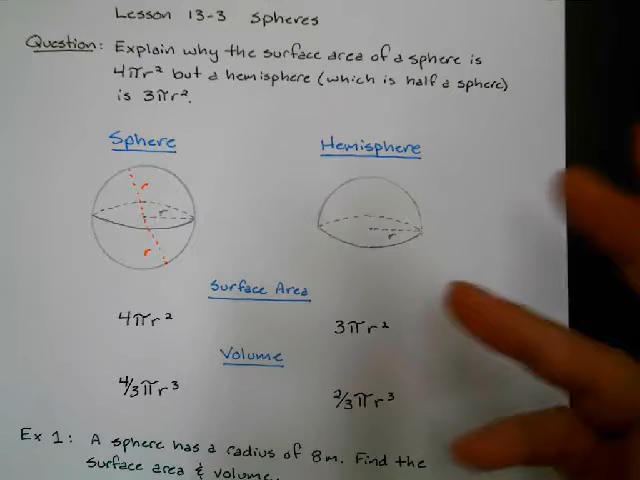 Lesson 13-3 Spheres
Question: Explain why the surface area of a sphere is
4πr² but a hemisphere (which is half a sphere)
is 3πr².
Sphere
Hemisphere
r
r
r
r
Surface Area
4πr²
3πr²
Volume
4/3πr³
2/3πr³
Ex 1: A sphere has a radius of 8m. Find the
surface area & volume.